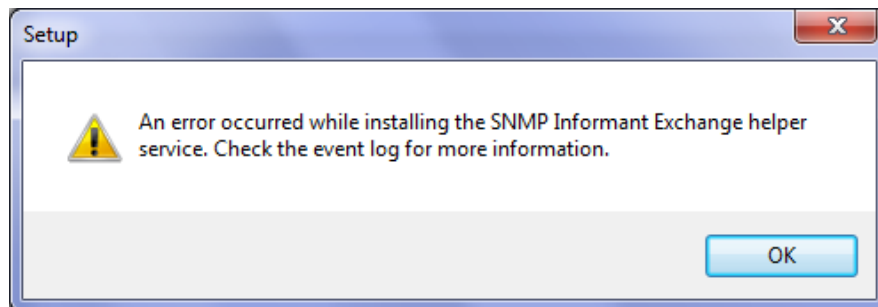 Setup
An error occurred while installing the SNMP Informant Exchange helper
service. Check the event log for more information.
OK